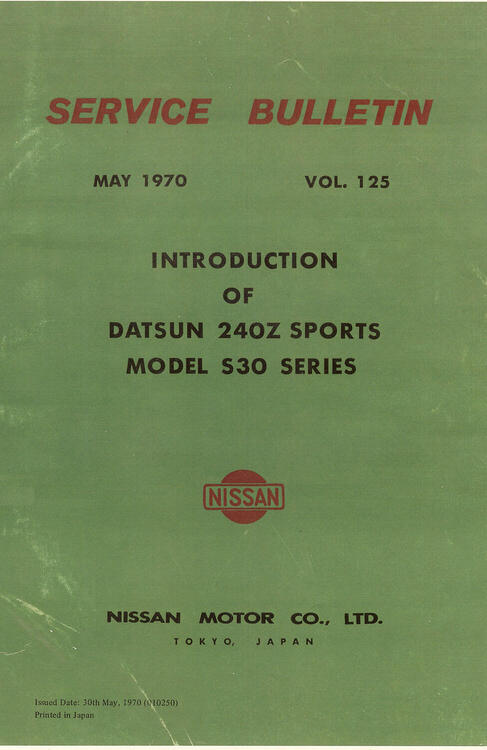 SERVICE BULLETIN
MAY 1970 VOL. 125
INTRODUCTION
OF
DATSUN 240Z SPORTS
MODEL S30 SERIES
NISSAN
NISSAN MOTOR CO., LTD.
TOKYO, JAPAN
Issued Date: 30th May, 1970 (010250)
Printed in Japan